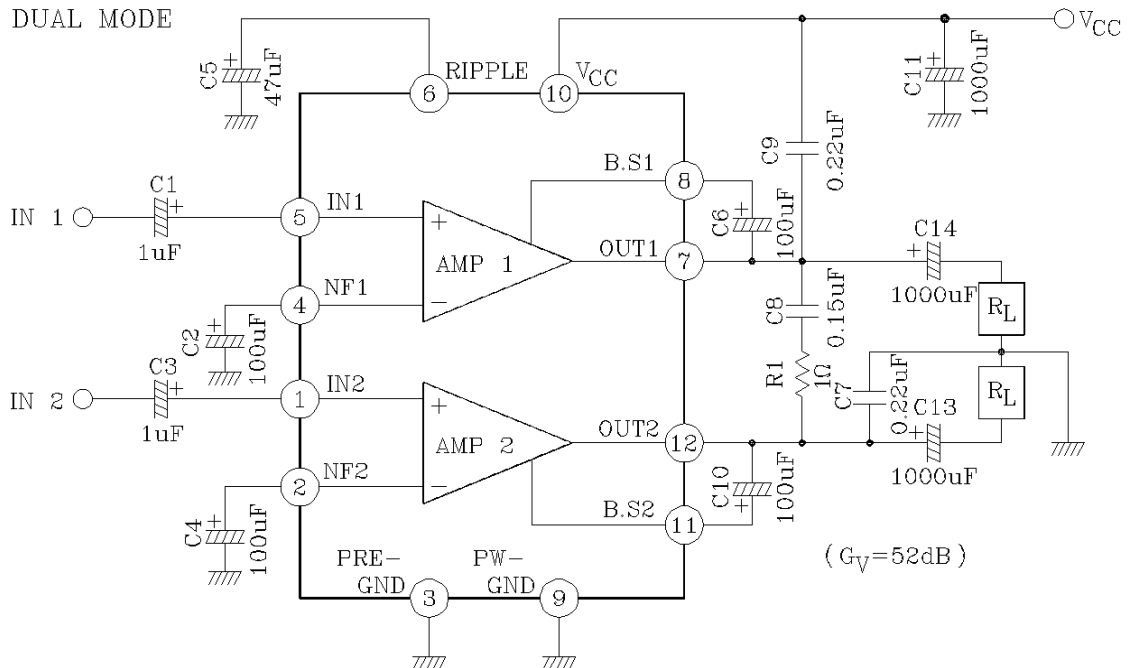 DUAL MODE
VCC
C5
47uF
RIPPLE
6
VCC
10
C11
1000uF
C9
0.22uF
B.S1
8
C1
1uF
IN 1
5
IN1
+
AMP 1
−
C6
100uF
OUT1
7
C14
1000uF
4
NF1
C2
100uF
C8
0.15uF
RL
C3
1uF
IN 2
1
IN2
+
AMP 2
−
R1
1Ω
C7
0.22uF
RL
OUT2
12
C13
1000uF
2
NF2
C4
100uF
C10
100uF
B.S2
11
(GV=52dB)
PRE-
GND
3
PW-
GND
9